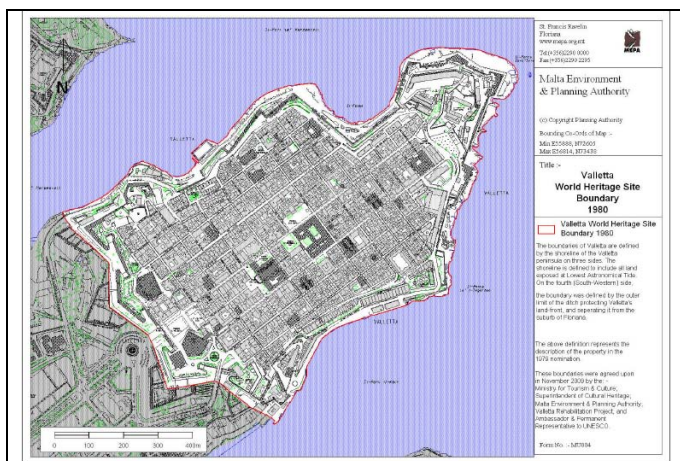 St. Francis Ravelin
Floriana
www.mepa.org.mt
MEPA
Malta Environment
& Planning Authority
(c) Copyright Planning Authority
Bounding Co-Ords of Map :-
Title :-
Valletta
World Heritage Site
Boundary
1980
Valletta World Heritage Site
Boundary 1980
The boundaries of Valletta are defined
by the shoreline of the Valletta
peninsula on three sides. The
shoreline is defined to include all land
exposed at Lowest Astronomical Tide.
On the fourth (South-Western) side,
the boundary was defined by the outer
limit of the ditch protecting Valletta's
land-front, and seperating it from the
suburb of Floriana.
The above definition represents the
description of the property in the
1979 nomination.
These boundaries were agreed upon
in November 2009 by the: -
Ministry for Tourism & Culture,
Superintendent of Cultural Heritage,
Malta Environment & Planning Authority,
Valletta Rehabilitation Project, and
Ambassador & Permanent
Representative to UNESCO.
N
VALLETTA
VALLETTA
VALLETTA
0 100 200 300 400m